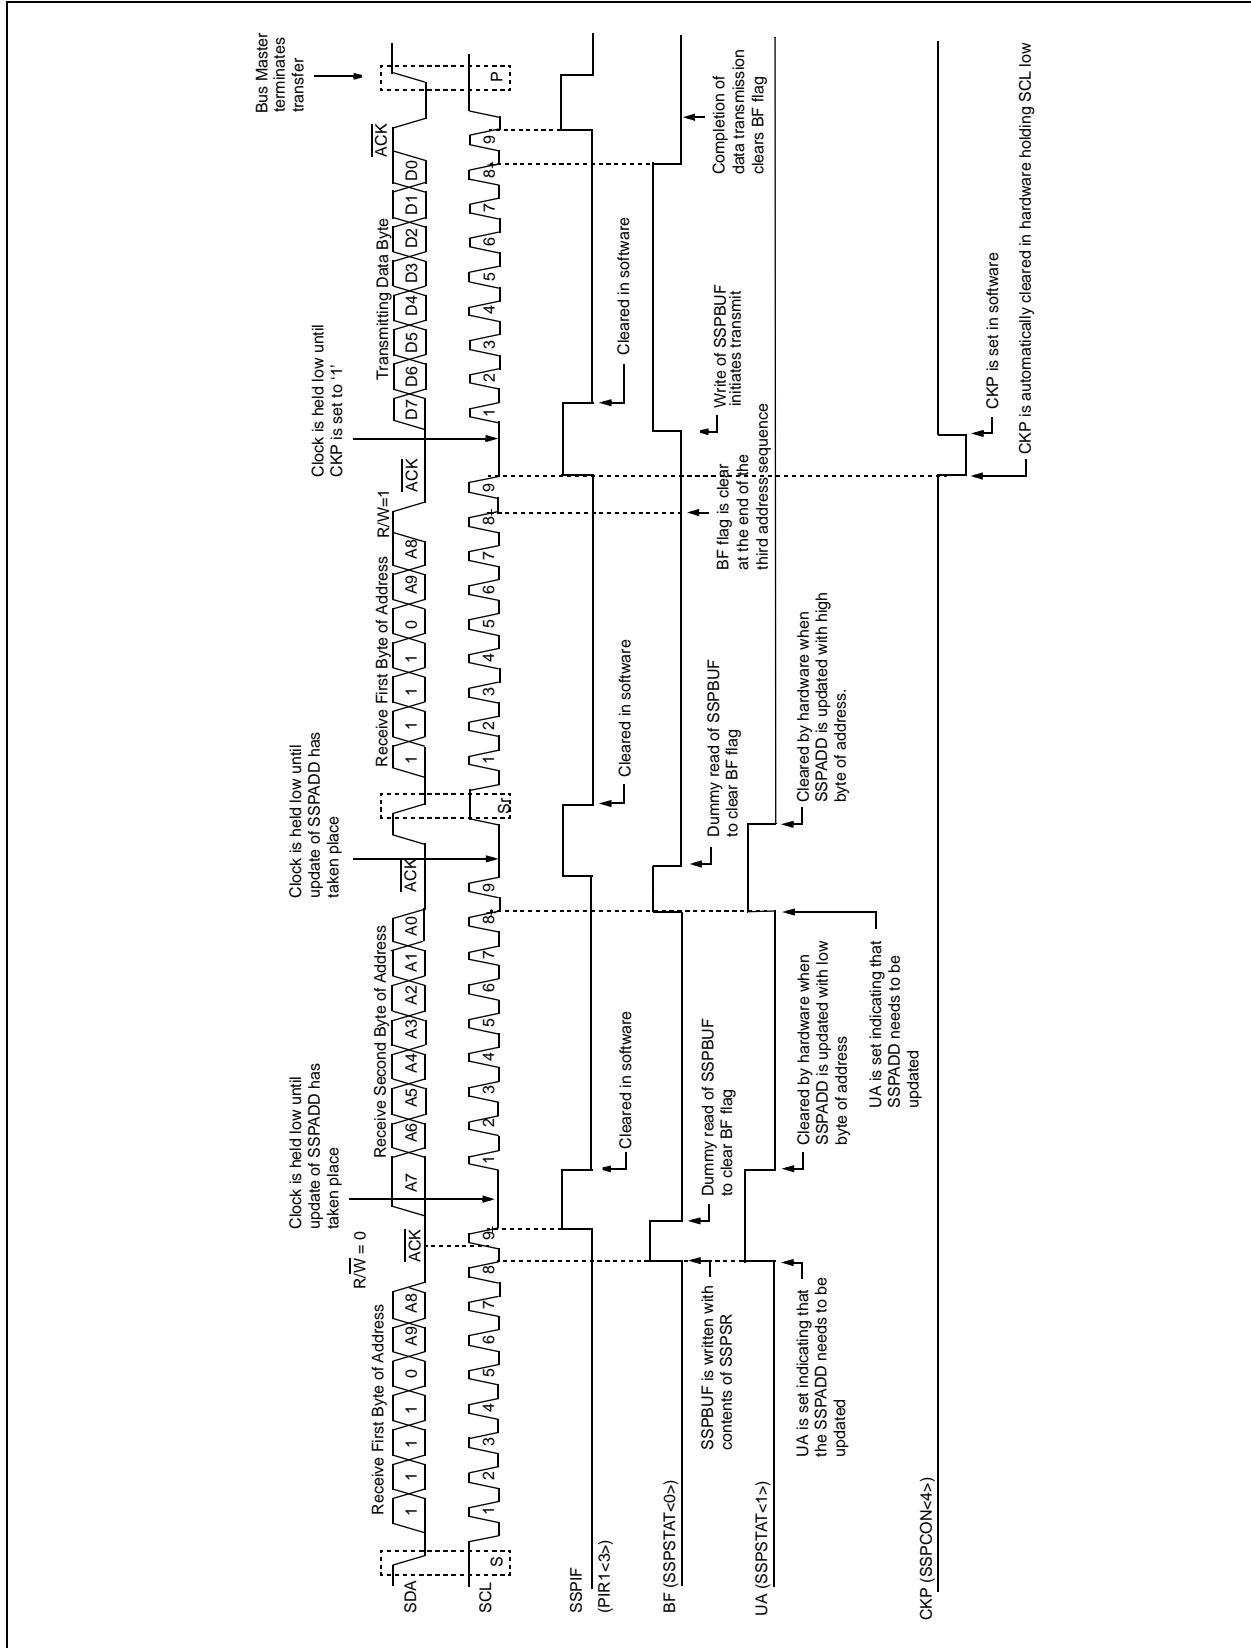 Bus Master
terminates
transfer
Clock is held low until
CKP is set to ‘1’
Clock is held low until
update of SSPADD has
taken place
Clock is held low until
update of SSPADD has
taken place
R/W = 0
Receive First Byte of Address
ACK
Receive Second Byte of Address
ACK
Receive First Byte of Address
R/W=1
ACK
Transmitting Data Byte
ACK
SDA
1 1 1 1 0 A9 A8
A7 A6 A5 A4 A3 A2 A1 A0
1 1 1 1 0 A9 A8
D7 D6 D5 D4 D3 D2 D1 D0
SCL
S
1 2 3 4 5 6 7 8 9
1 2 3 4 5 6 7 8 9
Sr
1 2 3 4 5 6 7 8 9
1 2 3 4 5 6 7 8 9
P
SSPIF
(PIR1<3>)
Cleared in software
Cleared in software
Cleared in software
BF (SSPSTAT<0>)
SSPBUF is written with
contents of SSPSR
Dummy read of SSPBUF
to clear BF flag
Dummy read of SSPBUF
to clear BF flag
BF flag is clear
at the end of the
third address sequence
Write of SSPBUF
initiates transmit
Completion of
data transmission
clears BF flag
UA (SSPSTAT<1>)
UA is set indicating that
the SSPADD needs to be
updated
Cleared by hardware when
SSPADD is updated with low
byte of address
UA is set indicating that
SSPADD needs to be
updated
Cleared by hardware when
SSPADD is updated with high
byte of address.
CKP (SSPCON<4>)
CKP is set in software
CKP is automatically cleared in hardware holding SCL low